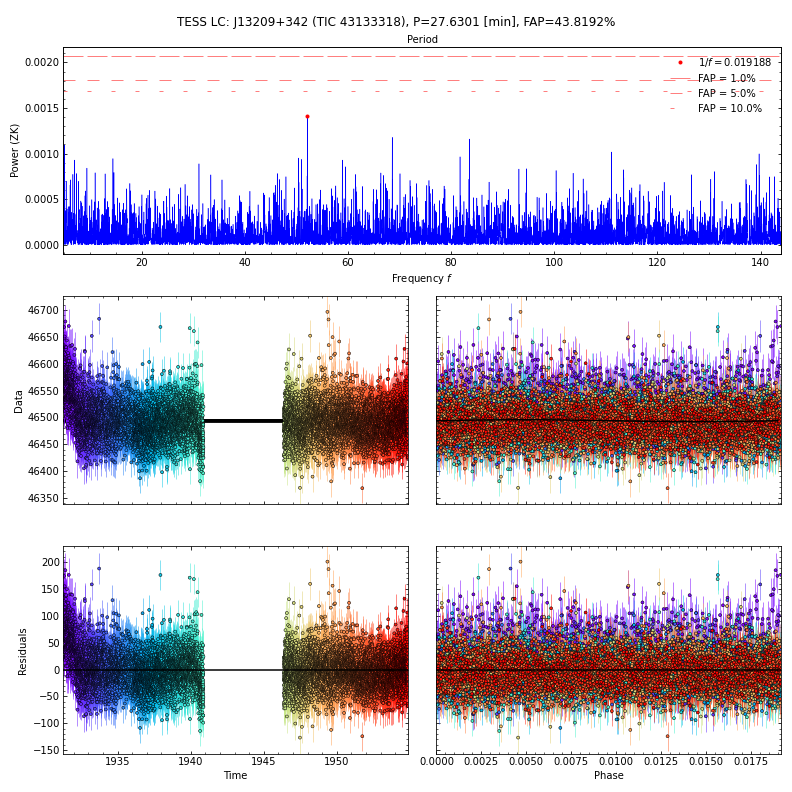 TESS LC: J13209+342 (TIC 43133318), P=27.6301 [min], FAP=43.8192%
Period
0.0020
0.0015
0.0010
0.0005
0.0000
Power (ZK)
1/f = 0.019188
FAP = 1.0%
FAP = 5.0%
FAP = 10.0%
20 40 60 80 100 120 140
Frequency f
46700
46650
46600
46550
46500
46450
46400
46350
Data
200
150
100
50
0
−50
−100
−150
Residuals
1935 1940 1945 1950
Time
0.0000 0.0025 0.0050 0.0075 0.0100 0.0125 0.0150 0.0175
Phase